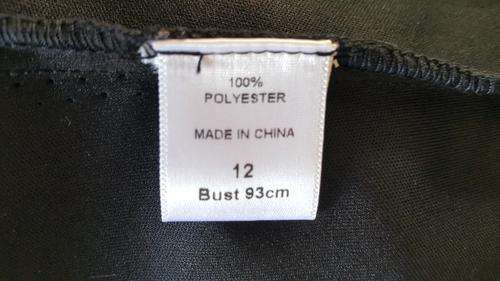 100%
POLYESTER
MADE IN CHINA
12
Bust 93cm